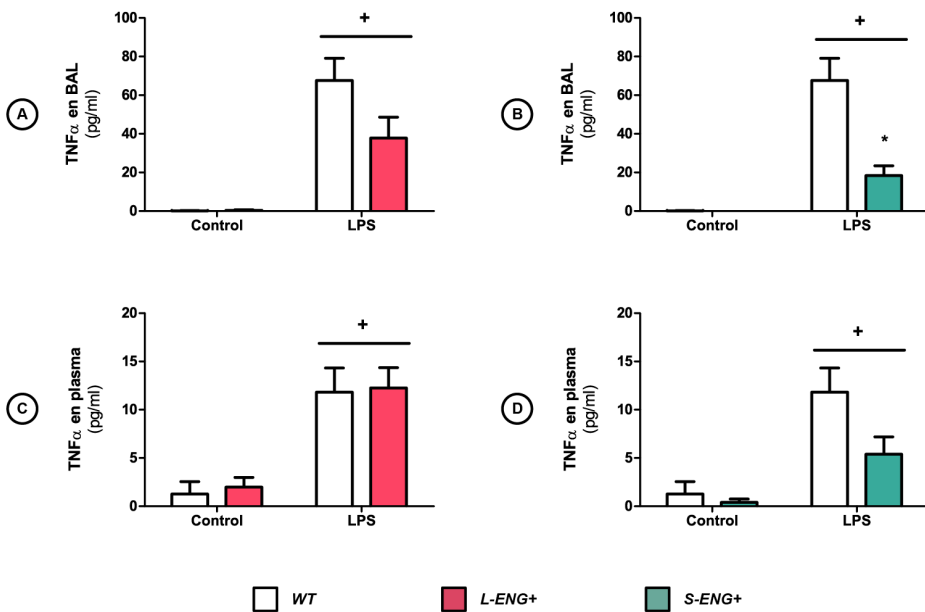 A
TNFα en BAL
(pg/ml)
100
80
60
40
20
0
+
Control
LPS
B
TNFα en BAL
(pg/ml)
100
80
60
40
20
0
+
*
Control
LPS
C
TNFα en plasma
(pg/ml)
20
15
10
5
0
+
Control
LPS
D
TNFα en plasma
(pg/ml)
20
15
10
5
0
+
Control
LPS
WT
L-ENG+
S-ENG+